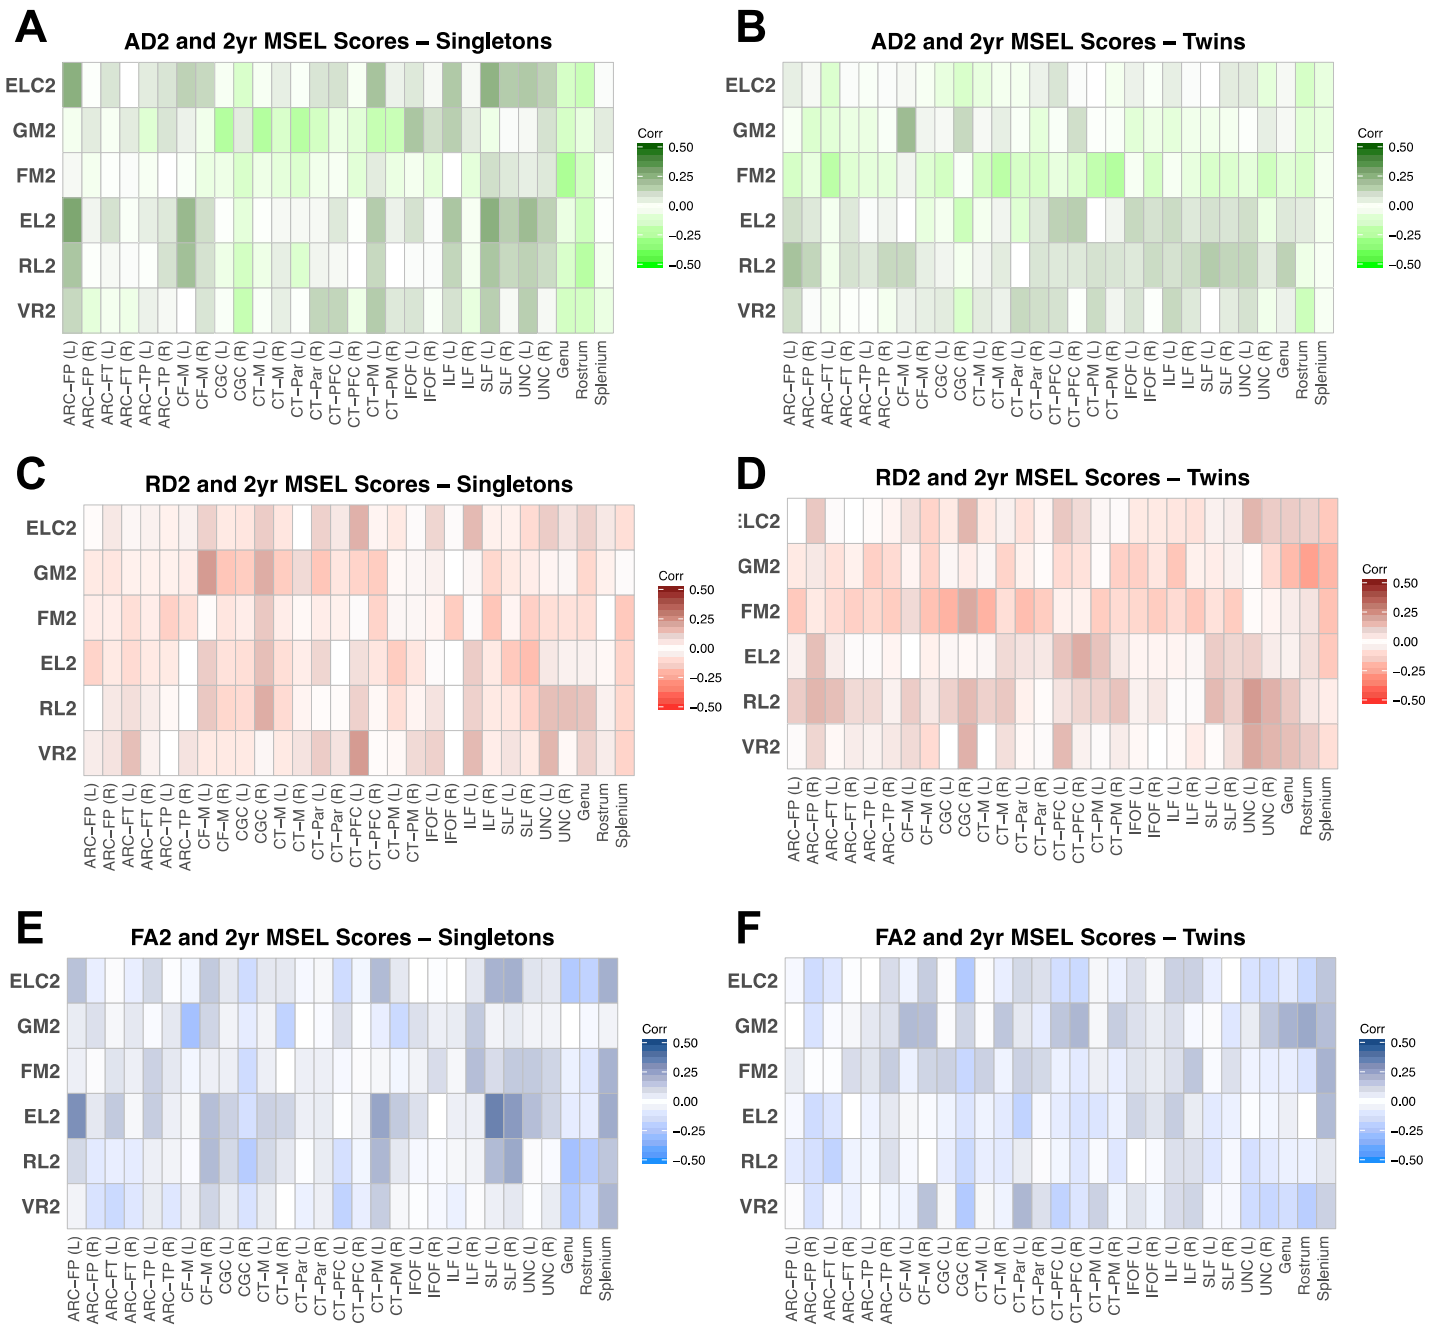 A
AD2 and 2yr MSEL Scores – Singletons
ELC2
GM2
FM2
EL2
RL2
VR2
ARC–FP (L)
ARC–FP (R)
ARC–FT (L)
ARC–FT (R)
ARC–TP (L)
ARC–TP (R)
CF–M (L)
CF–M (R)
CGC (L)
CGC (R)
CT–M (L)
CT–M (R)
CT–Par (L)
CT–Par (R)
CT–PFC (L)
CT–PFC (R)
CT–PM (L)
CT–PM (R)
IFOF (L)
IFOF (R)
ILF (L)
ILF (R)
SLF (L)
SLF (R)
UNC (L)
UNC (R)
Genu
Rostrum
Splenium
Corr
0.50
0.25
0.00
−0.25
−0.50
B
AD2 and 2yr MSEL Scores – Twins
ELC2
GM2
FM2
EL2
RL2
VR2
ARC–FP (L)
ARC–FP (R)
ARC–FT (L)
ARC–FT (R)
ARC–TP (L)
ARC–TP (R)
CF–M (L)
CF–M (R)
CGC (L)
CGC (R)
CT–M (L)
CT–M (R)
CT–Par (L)
CT–Par (R)
CT–PFC (L)
CT–PFC (R)
CT–PM (L)
CT–PM (R)
IFOF (L)
IFOF (R)
ILF (L)
ILF (R)
SLF (L)
SLF (R)
UNC (L)
UNC (R)
Genu
Rostrum
Splenium
Corr
0.50
0.25
0.00
−0.25
−0.50
C
RD2 and 2yr MSEL Scores – Singletons
ELC2
GM2
FM2
EL2
RL2
VR2
ARC–FP (L)
ARC–FP (R)
ARC–FT (L)
ARC–FT (R)
ARC–TP (L)
ARC–TP (R)
CF–M (L)
CF–M (R)
CGC (L)
CGC (R)
CT–M (L)
CT–M (R)
CT–Par (L)
CT–Par (R)
CT–PFC (L)
CT–PFC (R)
CT–PM (L)
CT–PM (R)
IFOF (L)
IFOF (R)
ILF (L)
ILF (R)
SLF (L)
SLF (R)
UNC (L)
UNC (R)
Genu
Rostrum
Splenium
Corr
0.50
0.25
0.00
−0.25
−0.50
D
RD2 and 2yr MSEL Scores – Twins
LC2
GM2
FM2
EL2
RL2
VR2
ARC–FP (L)
ARC–FP (R)
ARC–FT (L)
ARC–FT (R)
ARC–TP (L)
ARC–TP (R)
CF–M (L)
CF–M (R)
CGC (L)
CGC (R)
CT–M (L)
CT–M (R)
CT–Par (L)
CT–Par (R)
CT–PFC (L)
CT–PFC (R)
CT–PM (L)
CT–PM (R)
IFOF (L)
IFOF (R)
ILF (L)
ILF (R)
SLF (L)
SLF (R)
UNC (L)
UNC (R)
Genu
Rostrum
Splenium
Corr
0.50
0.25
0.00
−0.25
−0.50
E
FA2 and 2yr MSEL Scores – Singletons
ELC2
GM2
FM2
EL2
RL2
VR2
ARC–FP (L)
ARC–FP (R)
ARC–FT (L)
ARC–FT (R)
ARC–TP (L)
ARC–TP (R)
CF–M (L)
CF–M (R)
CGC (L)
CGC (R)
CT–M (L)
CT–M (R)
CT–Par (L)
CT–Par (R)
CT–PFC (L)
CT–PFC (R)
CT–PM (L)
CT–PM (R)
IFOF (L)
IFOF (R)
ILF (L)
ILF (R)
SLF (L)
SLF (R)
UNC (L)
UNC (R)
Genu
Rostrum
Splenium
Corr
0.50
0.25
0.00
−0.25
−0.50
F
FA2 and 2yr MSEL Scores – Twins
ELC2
GM2
FM2
EL2
RL2
VR2
ARC–FP (L)
ARC–FP (R)
ARC–FT (L)
ARC–FT (R)
ARC–TP (L)
ARC–TP (R)
CF–M (L)
CF–M (R)
CGC (L)
CGC (R)
CT–M (L)
CT–M (R)
CT–Par (L)
CT–Par (R)
CT–PFC (L)
CT–PFC (R)
CT–PM (L)
CT–PM (R)
IFOF (L)
IFOF (R)
ILF (L)
ILF (R)
SLF (L)
SLF (R)
UNC (L)
UNC (R)
Genu
Rostrum
Splenium
Corr
0.50
0.25
0.00
−0.25
−0.50